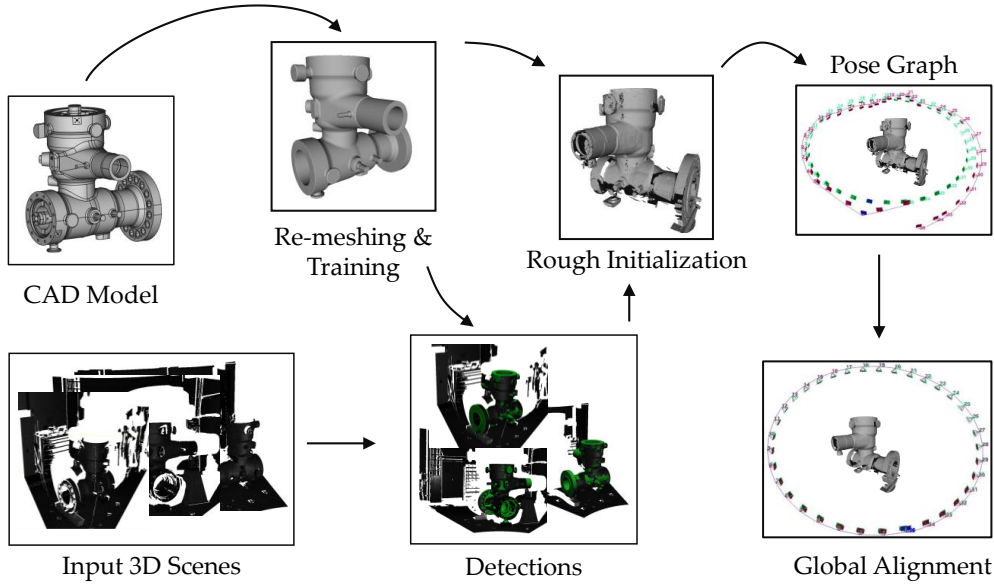 Pose Graph
Re-meshing &
Training
Rough Initialization
CAD Model
Input 3D Scenes
Detections
Global Alignment